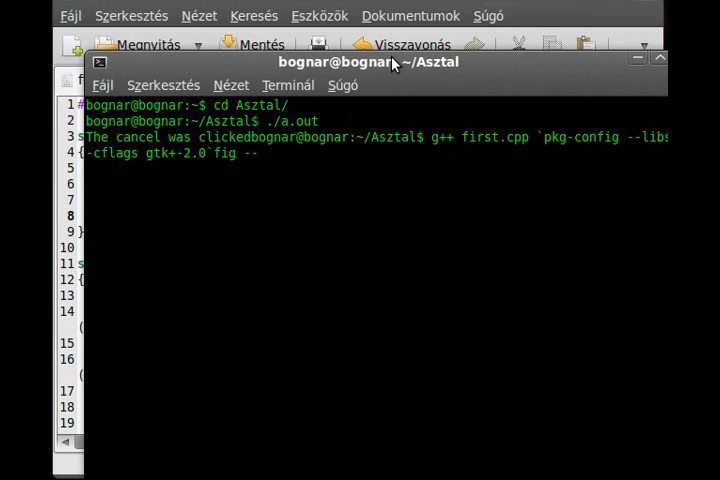 Fájl Szerkesztés Nézet Keresés Eszközök Dokumentumok Súgó
Megnyitás Mentés Visszavonás
bognar@bognar: ~/Asztal
Fájl Szerkesztés Nézet Terminál Súgó
bognar@bognar:~$ cd Asztal/
bognar@bognar:~/Asztal$ ./a.out
The cancel was clickedbognar@bognar:~/Asztal$ g++ first.cpp `pkg-config --libs
-cflags gtk+-2.0`fig --
1 #
2
3 s
4 {
5
6
7
8
9 }
10
11 s
12 {
13
14
(
15
16
(
17
18
19